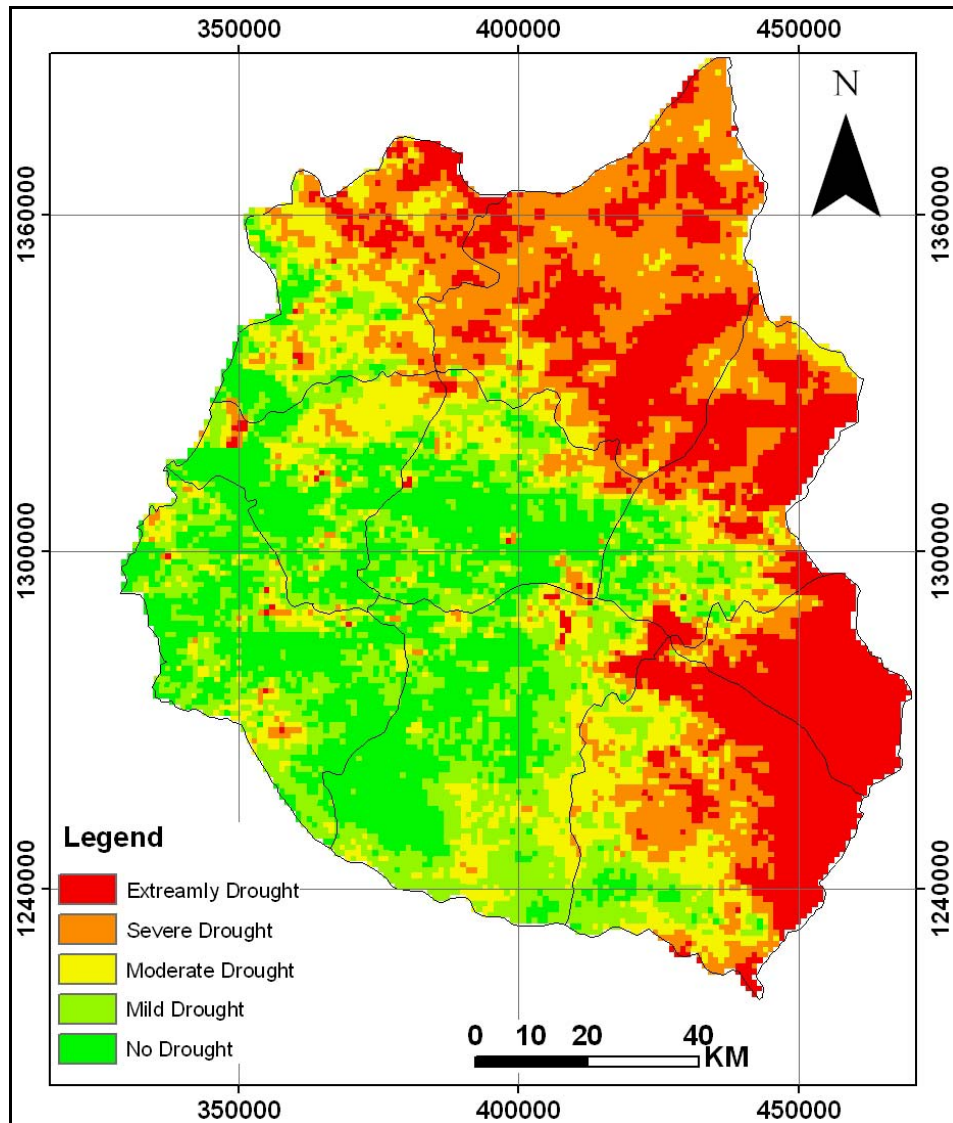 350000 400000 450000
N
1360000 1360000
1300000 1300000
1240000 1240000
Legend
Extreamly Drought
Severe Drought
Moderate Drought
Mild Drought
No Drought
0 10 20 40
KM
350000 400000 450000